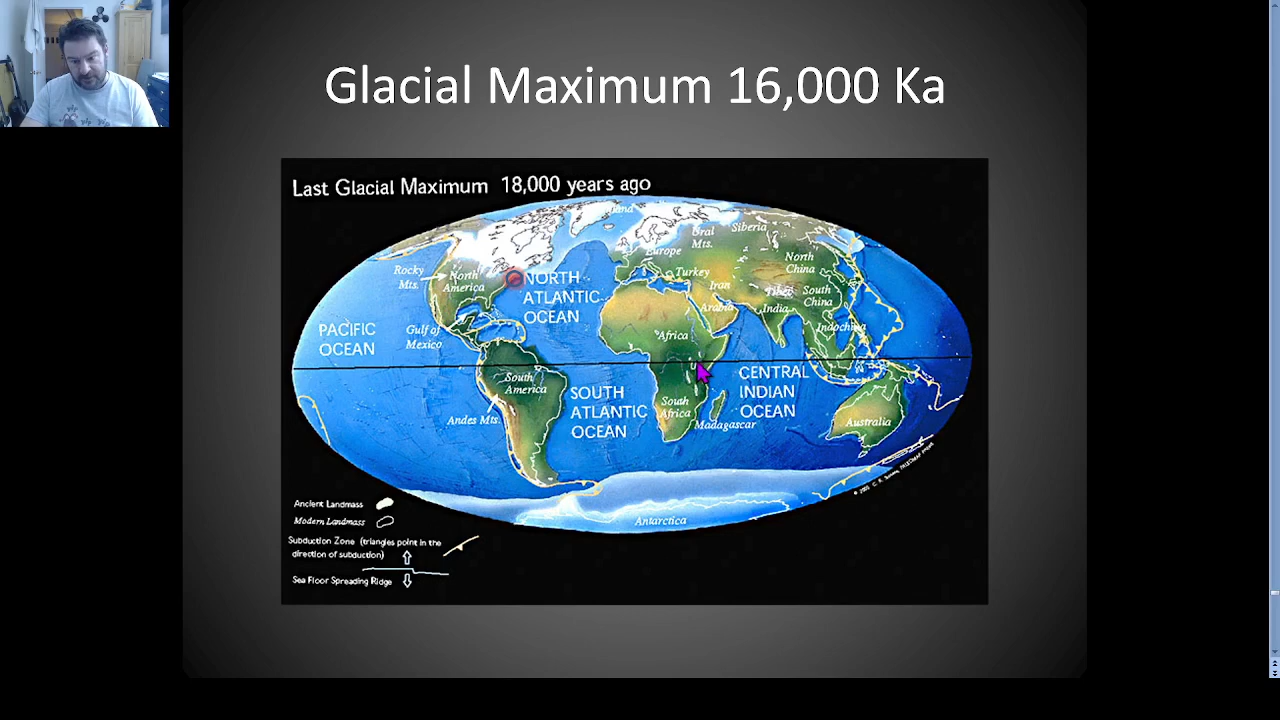 Glacial Maximum 16,000 Ka
Last Glacial Maximum 18,000 years ago
Siberia
Ural
Mts.
Europe
North
China
Rocky
Mts.
North
America
NORTH
ATLANTIC
OCEAN
Turkey
Iran
Tibet
South
China
Arabia
India
Indochina
PACIFIC
OCEAN
Gulf of
Mexico
Africa
South
America
SOUTH
ATLANTIC
OCEAN
CENTRAL
INDIAN
OCEAN
South
Africa
Madagascar
Andes Mts.
Australia
Antarctica
Ancient Landmass
Modern Landmass
Subduction Zone (triangles point in the
direction of subduction)
Sea Floor Spreading Ridge